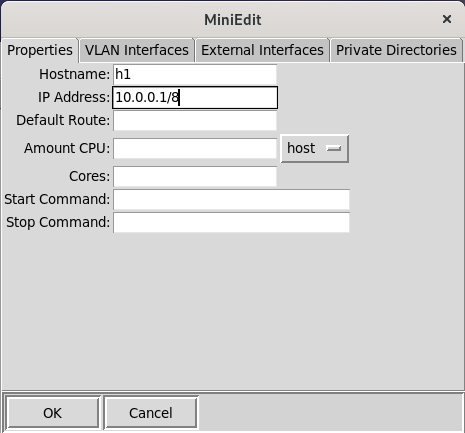 MiniEdit ×
Properties VLAN Interfaces External Interfaces Private Directories
Hostname: h1
IP Address: 10.0.0.1/8
Default Route:
Amount CPU: host
Cores:
Start Command:
Stop Command:
OK Cancel